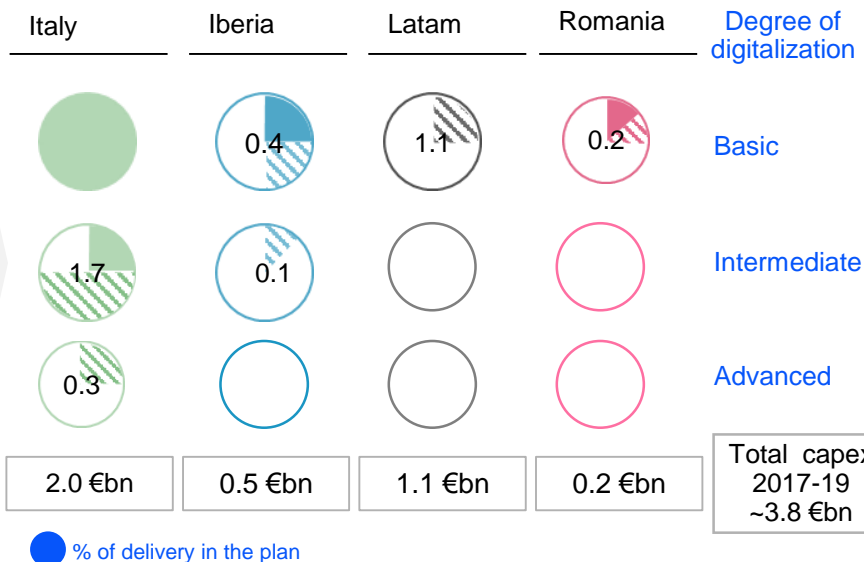 Italy
Iberia
Latam
Romania
Degree of
digitalization
0.4
1.1
0.2
Basic
1.7
0.1
Intermediate
0.3
Advanced
2.0 €bn
0.5 €bn
1.1 €bn
0.2 €bn
Total capex
2017-19
~3.8 €bn
% of delivery in the plan